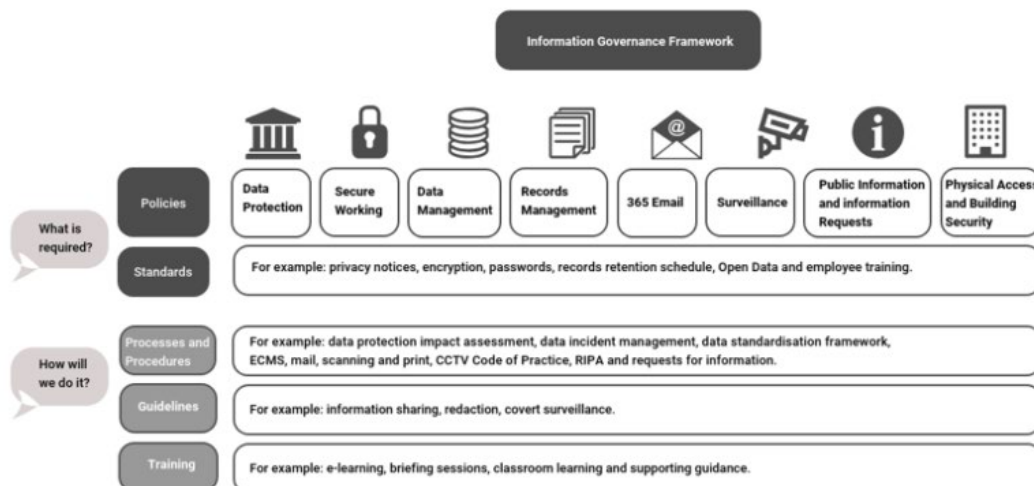 Information Governance Framework
@
Policies
Data
Protection
Secure
Working
Data
Management
Records
Management
365 Email
Surveillance
Public Information
and information
Requests
Physical Access
and Building
Security
What is
required?
Standards
For example: privacy notices, encryption, passwords, records retention schedule, Open Data and employee training.
Processes and
Procedures
For example: data protection impact assessment, data incident management, data standardisation framework,
ECMS, mail, scanning and print, CCTV Code of Practice, RIPA and requests for information.
How will
we do it?
Guidelines
For example: information sharing, redaction, covert surveillance.
Training
For example: e-learning, briefing sessions, classroom learning and supporting guidance.